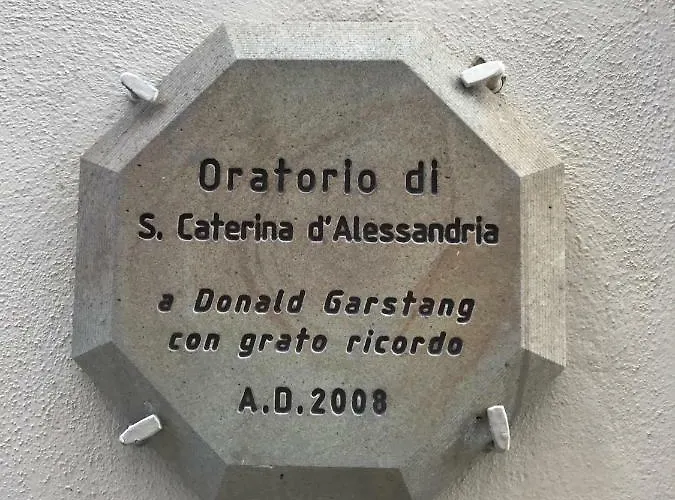 Oratorio di
S. Caterina d'Alessandria
a Donald Garstang
con grato ricordo
A.D.2008